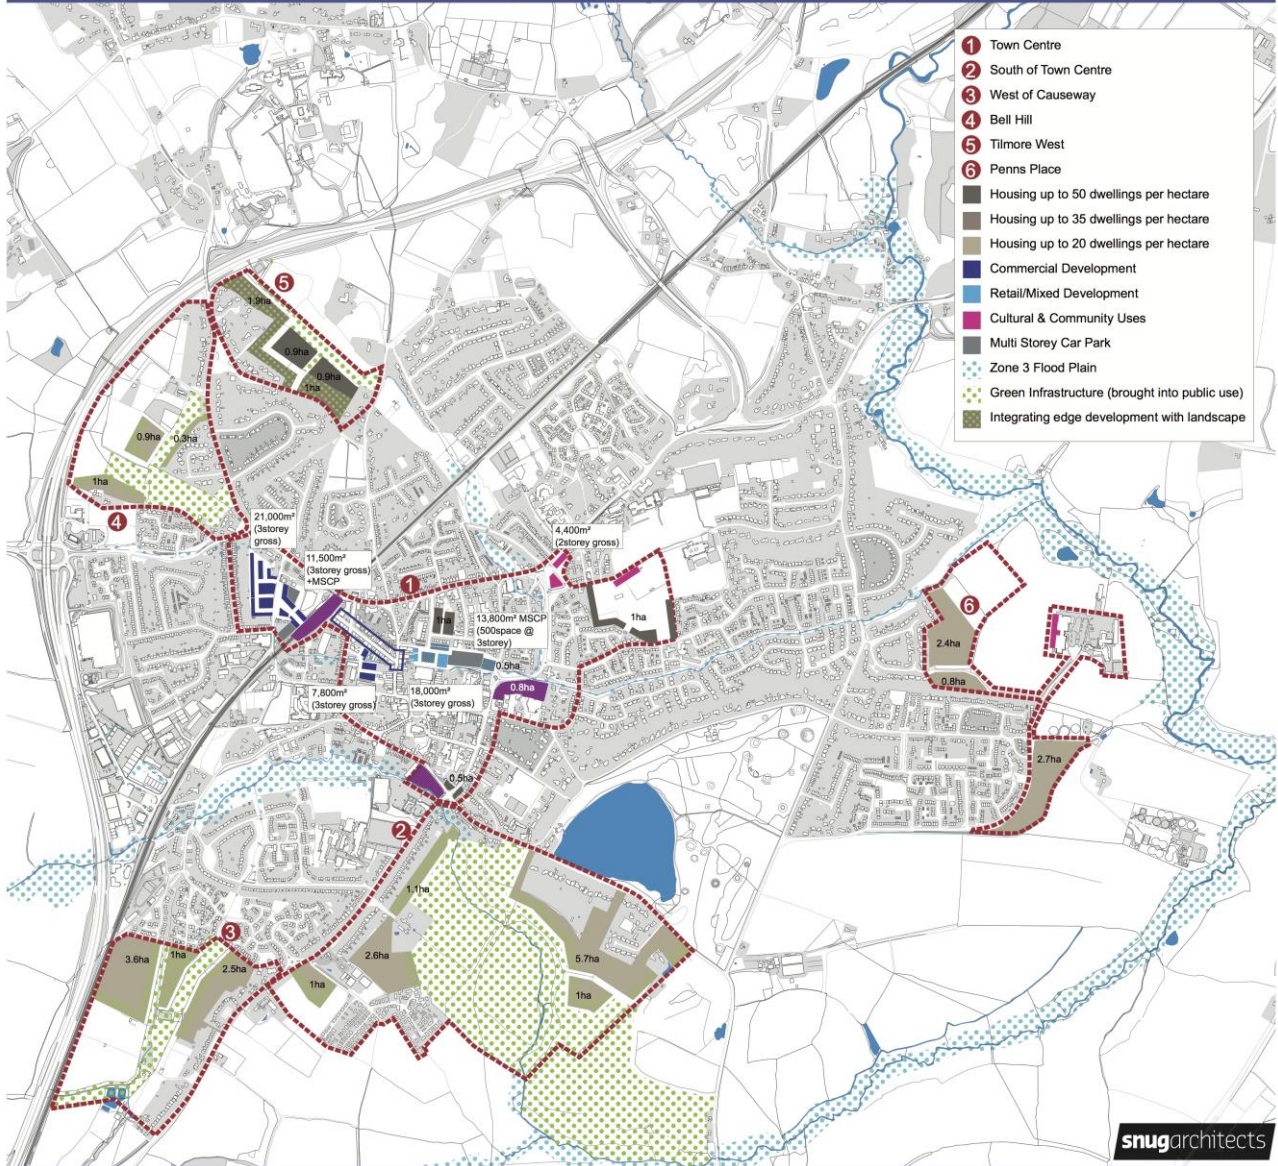 1 Town Centre
2 South of Town Centre
3 West of Causeway
4 Bell Hill
5 Tilmore West
6 Penns Place
Housing up to 50 dwellings per hectare
Housing up to 35 dwellings per hectare
Housing up to 20 dwellings per hectare
Commercial Development
Retail/Mixed Development
Cultural & Community Uses
Multi Storey Car Park
Zone 3 Flood Plain
Green Infrastructure (brought into public use)
Integrating edge development with landscape
5
1.9ha
0.9ha
0.9ha
1ha
0.9ha
0.3ha
1ha
4
21,000m²
(3storey
gross)
11,500m²
(3storey gross)
+MSCP
1
4,400m²
(2storey gross)
1ha
13,800m² MSCP
(500space @
3storey)
1ha
0.5ha
0.8ha
7,800m²
(3storey gross)
18,000m²
(3storey gross)
6
2.4ha
0.8ha
2.7ha
0.5ha
2
1.1ha
2.6ha
5.7ha
1ha
1ha
3
3.6ha
1ha
2.5ha
snugarchitects